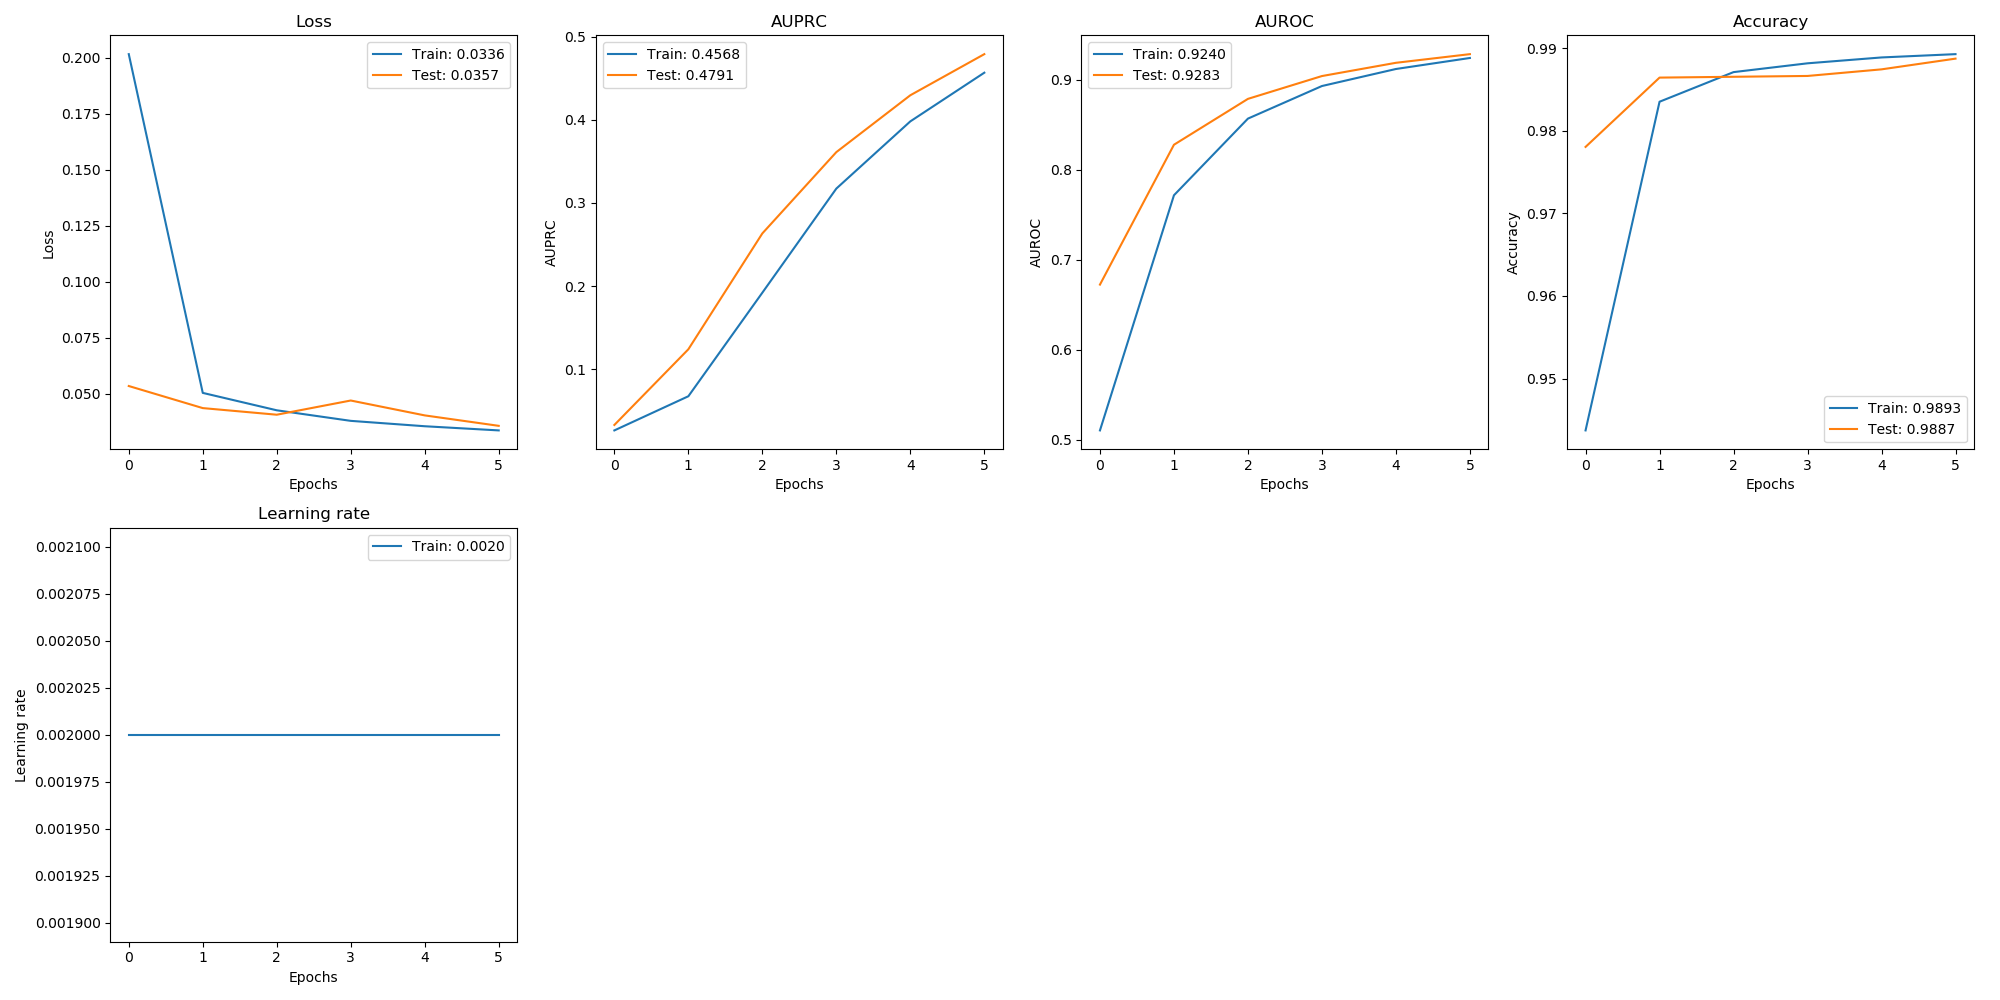 Loss
Train: 0.0336
Test: 0.0357
0.200
0.175
0.150
0.125
0.100
0.075
0.050
Loss
0 1 2 3 4 5
Epochs
AUPRC
Train: 0.4568
Test: 0.4791
0.5
0.4
0.3
0.2
0.1
AUPRC
0 1 2 3 4 5
Epochs
AUROC
Train: 0.9240
Test: 0.9283
0.9
0.8
0.7
0.6
0.5
AUROC
0 1 2 3 4 5
Epochs
Accuracy
0.99
0.98
0.97
0.96
0.95
Accuracy
Train: 0.9893
Test: 0.9887
0 1 2 3 4 5
Epochs
Learning rate
Train: 0.0020
0.002100
0.002075
0.002050
0.002025
0.002000
0.001975
0.001950
0.001925
0.001900
Learning rate
0 1 2 3 4 5
Epochs